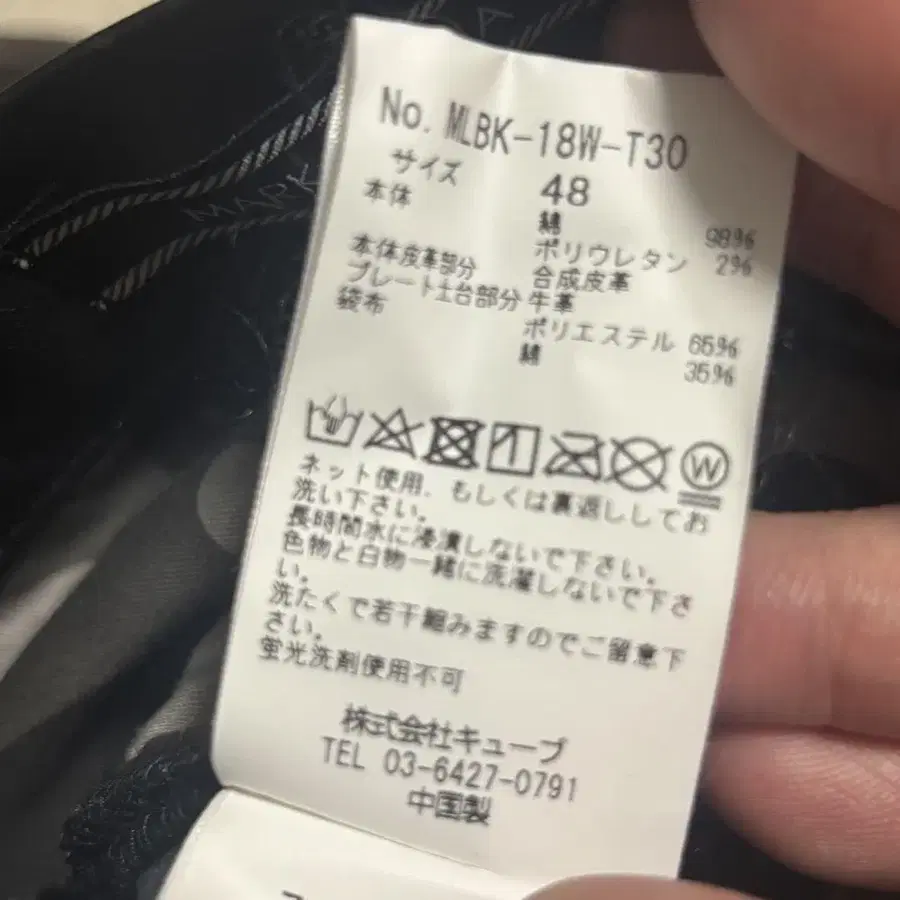 No. MLBK-18W-T30
サイズ 48
本体 綿 98%
ポリウレタン 2%
本体皮革部分 合成皮革
プレート土台部分 牛革
袋布 ポリエステル 65%
綿 35%
W
ネット使用、もしくは裏返ししてお
洗い下さい。
長時間水に浸漬しないで下さい。
色物と白物一緒に洗濯しないで下さ
い。
洗たくで若干縮みますのでご留意下
さい。
蛍光洗剤使用不可
株式会社キューブ
TEL 03-6427-0791
中国製
MARK